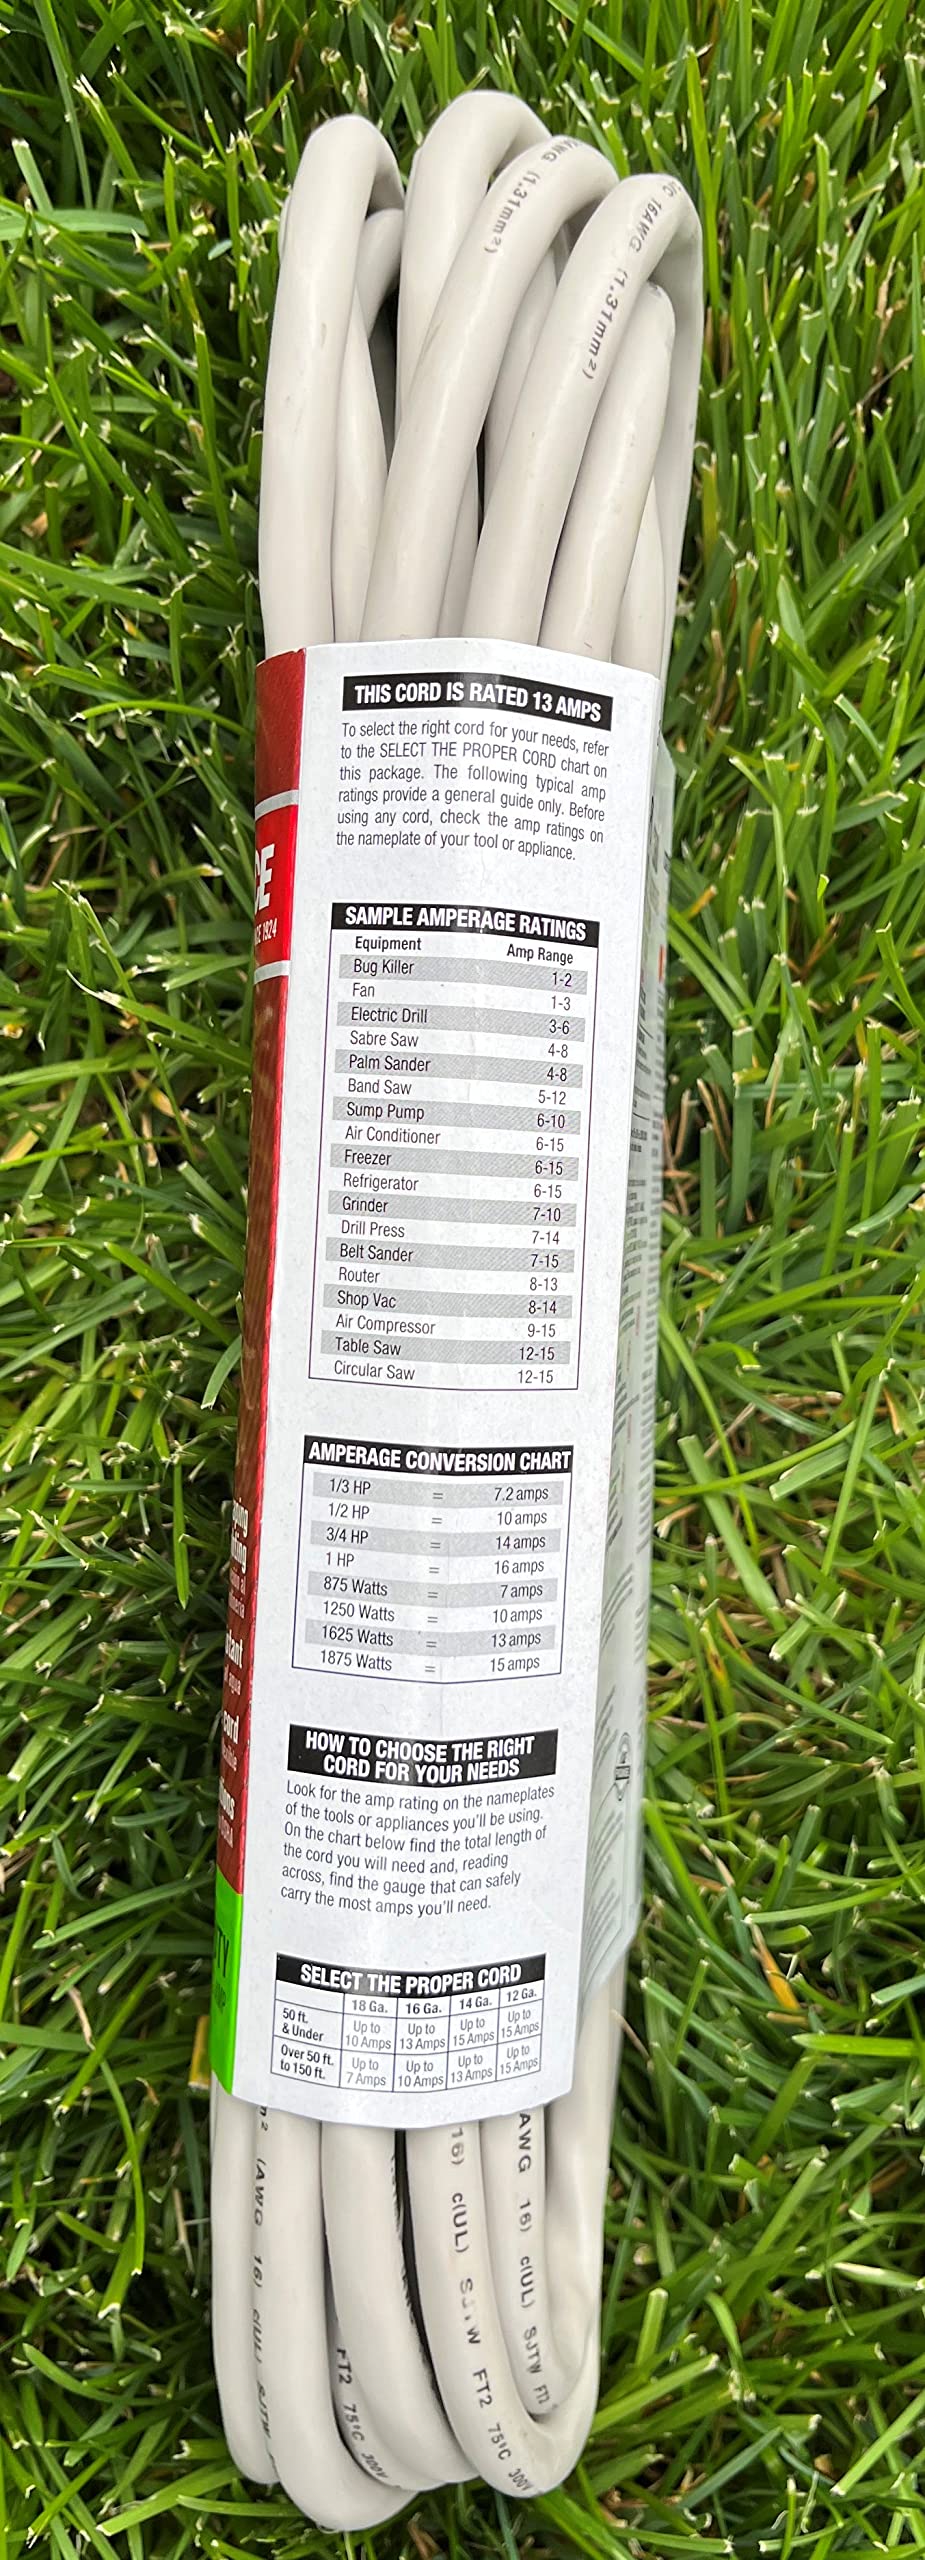 AWG (1.31mm²)
16AWG (1.31mm²)
THIS CORD IS RATED 13 AMPS
To select the right cord for your needs, refer
to the SELECT THE PROPER CORD chart on
this package. The following typical amp
ratings provide a general guide only. Before
using any cord, check the amp ratings on
the nameplate of your tool or appliance.
CE
1924
SAMPLE AMPERAGE RATINGS
Equipment Amp Range
Bug Killer 1-2
Fan 1-3
Electric Drill 3-6
Sabre Saw 4-8
Palm Sander 4-8
Band Saw 5-12
Sump Pump 6-10
Air Conditioner 6-15
Freezer 6-15
Refrigerator 6-15
Grinder 7-10
Drill Press 7-14
Belt Sander 7-15
Router 8-13
Shop Vac 8-14
Air Compressor 9-15
Table Saw 12-15
Circular Saw 12-15
AMPERAGE CONVERSION CHART
1/3 HP = 7.2 amps
1/2 HP = 10 amps
3/4 HP = 14 amps
1 HP = 16 amps
875 Watts = 7 amps
1250 Watts = 10 amps
1625 Watts = 13 amps
1875 Watts = 15 amps
HOW TO CHOOSE THE RIGHT
CORD FOR YOUR NEEDS
Look for the amp rating on the nameplates
of the tools or appliances you'll be using.
On the chart below find the total length of
the cord you will need and, reading
across, find the gauge that can safely
carry the most amps you'll need.
TY
SELECT THE PROPER CORD
18 Ga. 16 Ga. 14 Ga. 12 Ga.
50 ft. Up to Up to Up to Up to
& Under 10 Amps 13 Amps 15 Amps 15 Amps
Over 50 ft. Up to Up to Up to Up to
to 150 ft. 7 Amps 10 Amps 13 Amps 15 Amps
(AWG 16) c(UL) SJTW
FT2 75°C 300V
16) c(UL) SJTW FT2 75°C 300V
AWG 16) c(UL) SJTW FT2